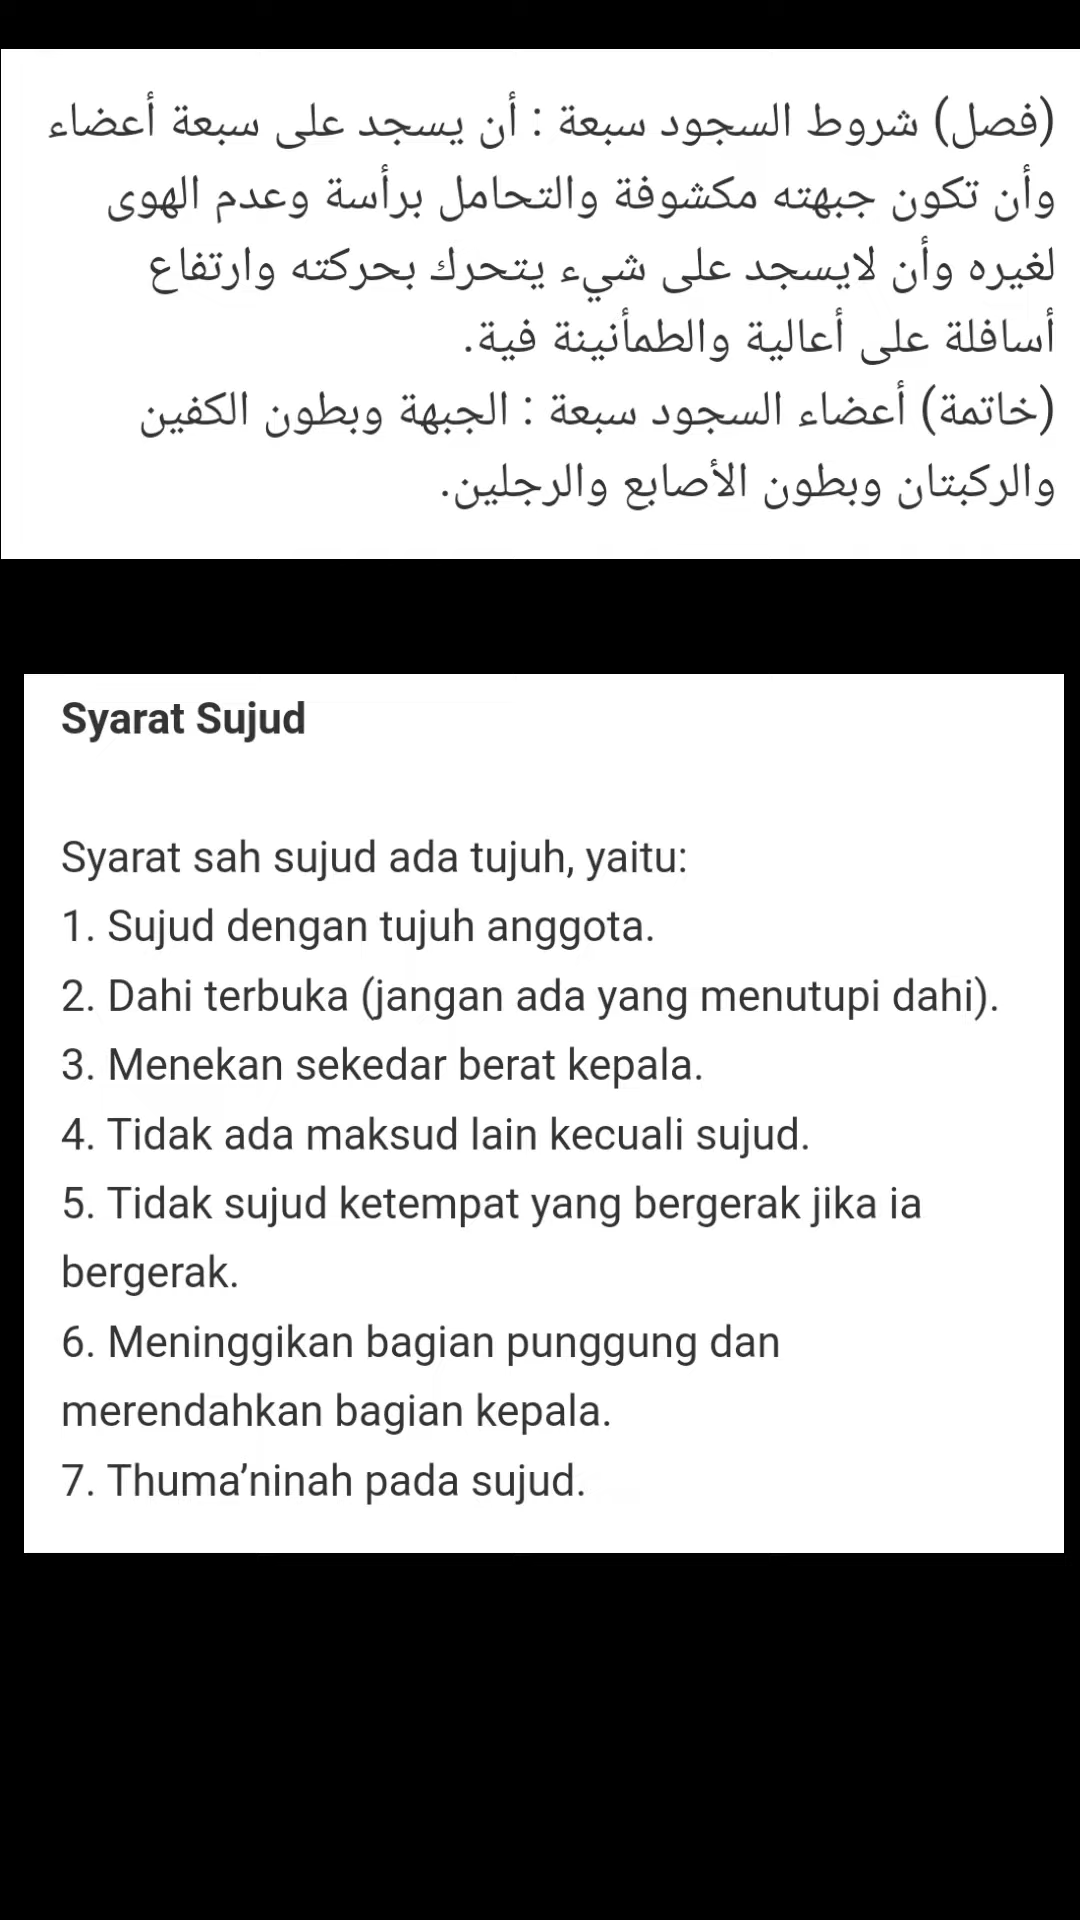 (فصل) شروط السجود سبعة : أن يسجد على سبعة أعضاء
وأن تكون جبهته مكشوفة والتحامل برأسة وعدم الهوى
لغيره وأن لايسجد على شيء يتحرك بحركته وارتفاع
أسافلة على أعالية والطمأنينة فية.
(خاتمة) أعضاء السجود سبعة : الجبهة وبطون الكفين
والركبتان وبطون الأصابع والرجلين.
Syarat Sujud
Syarat sah sujud ada tujuh, yaitu:
1. Sujud dengan tujuh anggota.
2. Dahi terbuka (jangan ada yang menutupi dahi).
3. Menekan sekedar berat kepala.
4. Tidak ada maksud lain kecuali sujud.
5. Tidak sujud ketempat yang bergerak jika ia
bergerak.
6. Meninggikan bagian punggung dan
merendahkan bagian kepala.
7. Thuma’ninah pada sujud.